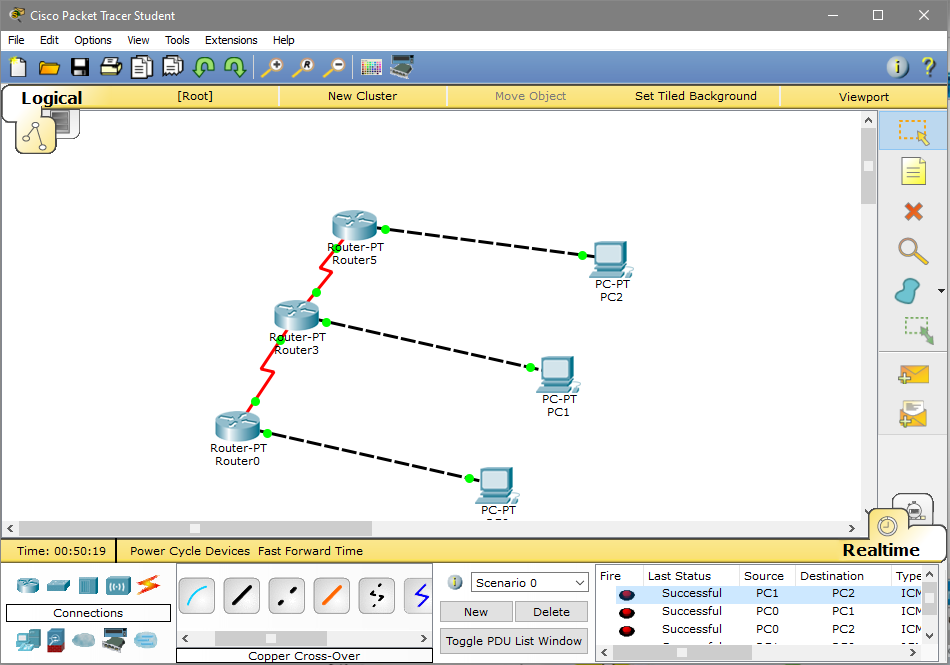 Cisco Packet Tracer Student
File Edit Options View Tools Extensions Help
Logical [Root] New Cluster Move Object Set Tiled Background Viewport
Router-PT
Router5
PC-PT
PC2
Router-PT
Router3
PC-PT
PC1
Router-PT
Router0
PC-PT
Realtime
Time: 00:50:19 Power Cycle Devices Fast Forward Time
Connections
Copper Cross-Over
Scenario 0
New Delete
Toggle PDU List Window
Fire Last Status Source Destination Type
Successful PC1 PC2 ICM
Successful PC0 PC1 ICM
Successful PC0 PC2 ICM